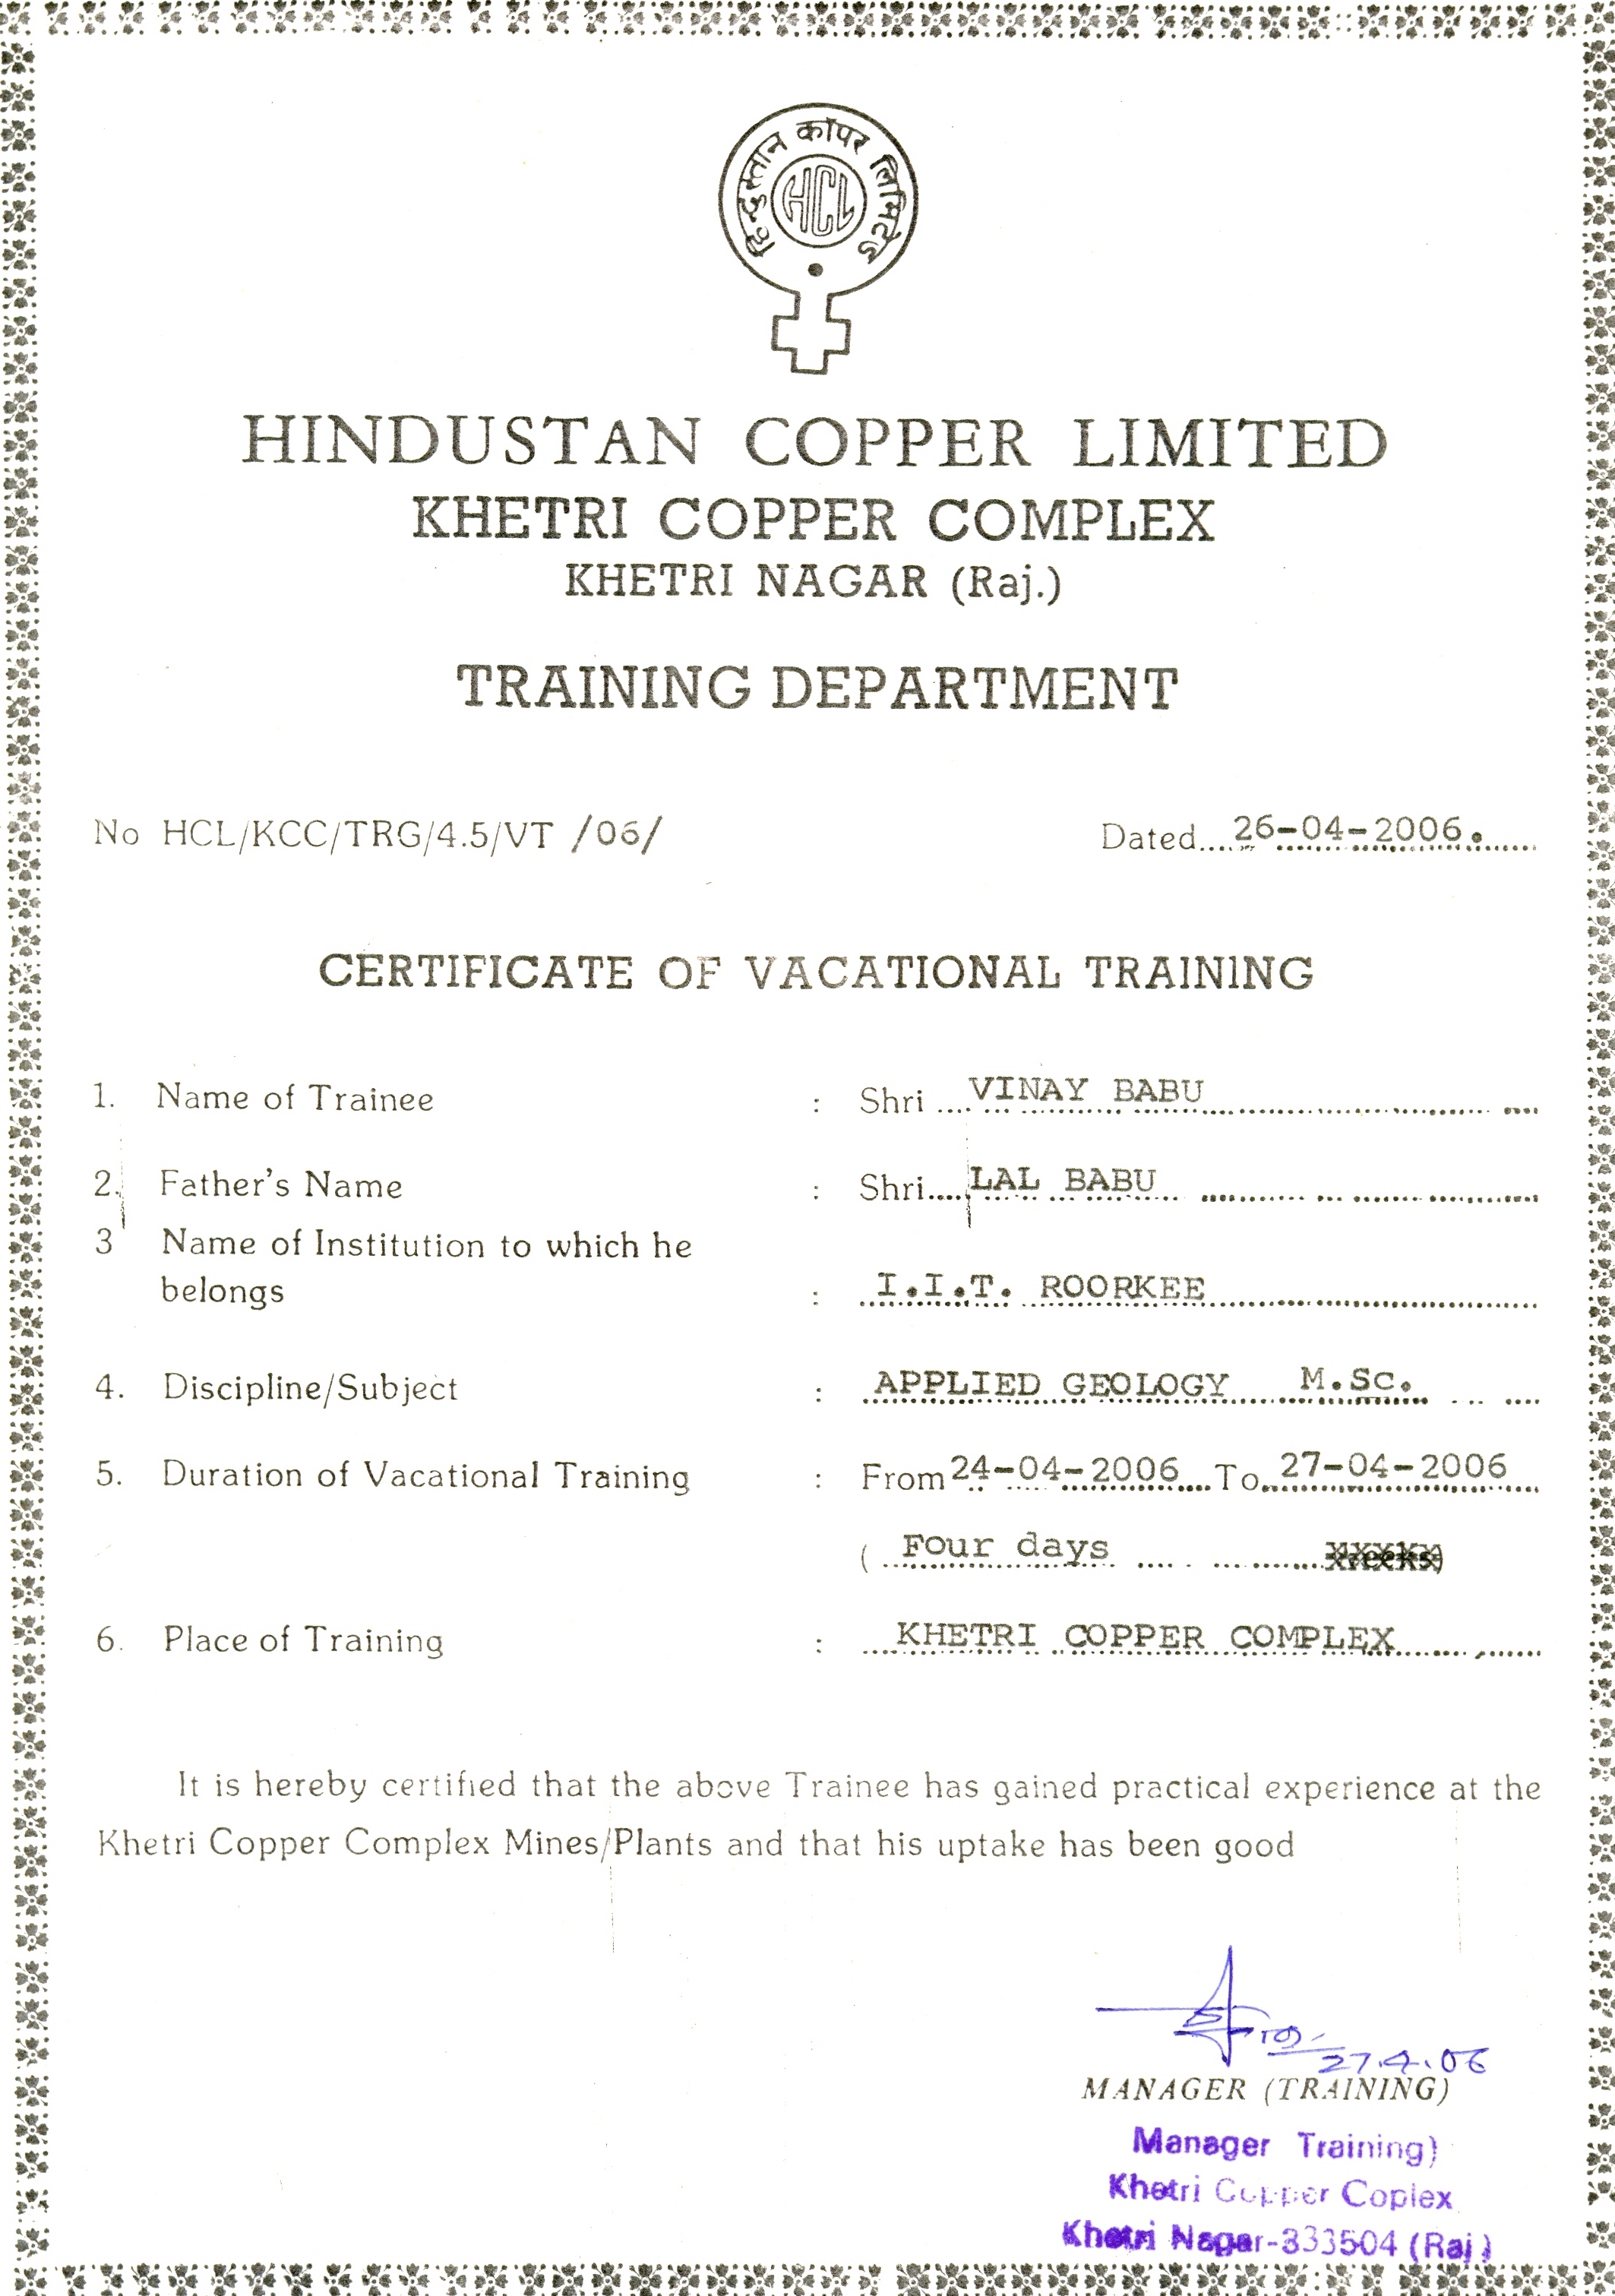 हिन्दुस्तान कॉपर लिमिटेड
HCL
HINDUSTAN COPPER LIMITED
KHETRI COPPER COMPLEX
KHETRI NAGAR (Raj.)
TRAINING DEPARTMENT
No HCL/KCC/TRG/4.5/VT /06/ Dated....26-04-2006.
CERTIFICATE OF VACATIONAL TRAINING
1. Name of Trainee : Shri .... VINAY BABU
2. Father's Name : Shri.... LAL BABU
3 Name of Institution to which he
belongs : I.I.T. ROORKEE
4. Discipline/Subject : APPLIED GEOLOGY M.Sc.
5. Duration of Vacational Training : From 24-04-2006 To 27-04-2006
( Four days .... weeks)
6. Place of Training : KHETRI COPPER COMPLEX
It is hereby certified that the above Trainee has gained practical experience at the
Khetri Copper Complex Mines/Plants and that his uptake has been good
27.4.06
MANAGER (TRAINING)
Manager Training)
Khetri Copper Coplex
Khetri Nagar-333504 (Raj)